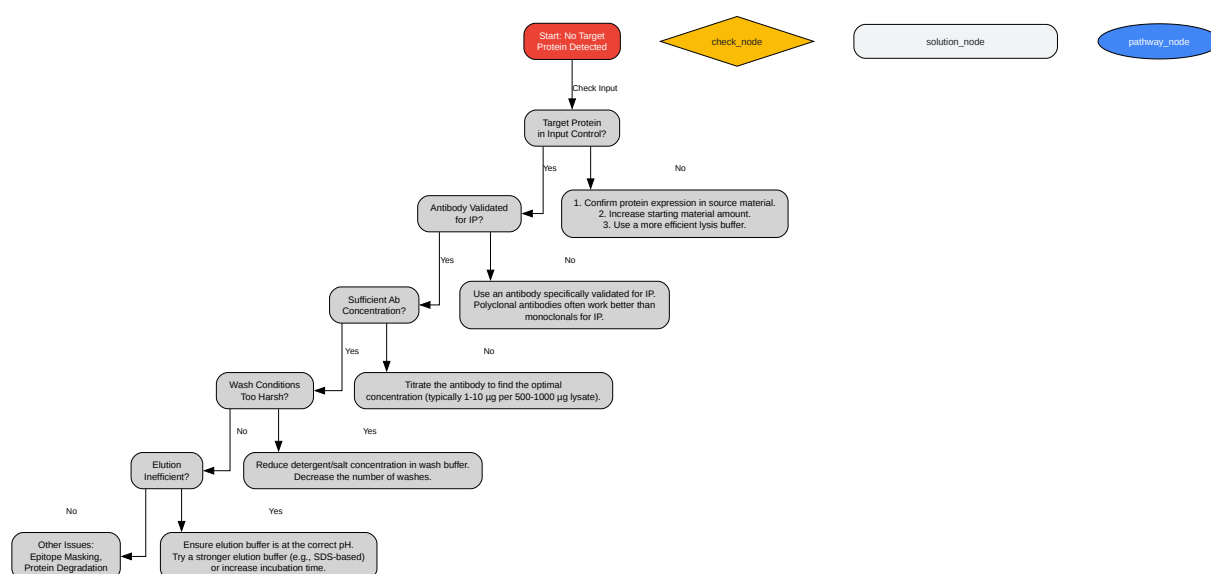 Start: No Target
Protein Detected
check_node
solution_node
pathway_node
Check Input
Target Protein
in Input Control?
Yes
No
1. Confirm protein expression in source material.
2. Increase starting material amount.
3. Use a more efficient lysis buffer.
Antibody Validated
for IP?
Yes
No
Use an antibody specifically validated for IP.
Polyclonal antibodies often work better than
monoclonals for IP.
Sufficient Ab
Concentration?
Yes
No
Titrate the antibody to find the optimal
concentration (typically 1-10 µg per 500-1000 µg lysate).
Wash Conditions
Too Harsh?
No
Yes
Reduce detergent/salt concentration in wash buffer.
Decrease the number of washes.
Elution
Inefficient?
No
Yes
Other Issues:
Epitope Masking,
Protein Degradation
Ensure elution buffer is at the correct pH.
Try a stronger elution buffer (e.g., SDS-based)
or increase incubation time.